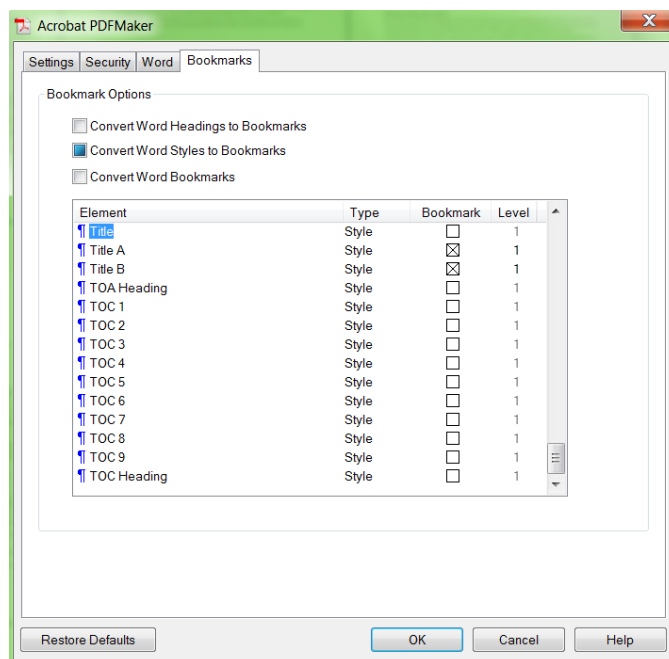 Acrobat PDFMaker
Settings Security Word Bookmarks
Bookmark Options
Convert Word Headings to Bookmarks
Convert Word Styles to Bookmarks
Convert Word Bookmarks
Element Type Bookmark Level
¶ Title Style 1
¶ Title A Style 1
¶ Title B Style 1
¶ TOA Heading Style 1
¶ TOC 1 Style 1
¶ TOC 2 Style 1
¶ TOC 3 Style 1
¶ TOC 4 Style 1
¶ TOC 5 Style 1
¶ TOC 6 Style 1
¶ TOC 7 Style 1
¶ TOC 8 Style 1
¶ TOC 9 Style 1
¶ TOC Heading Style 1
Restore Defaults OK Cancel Help